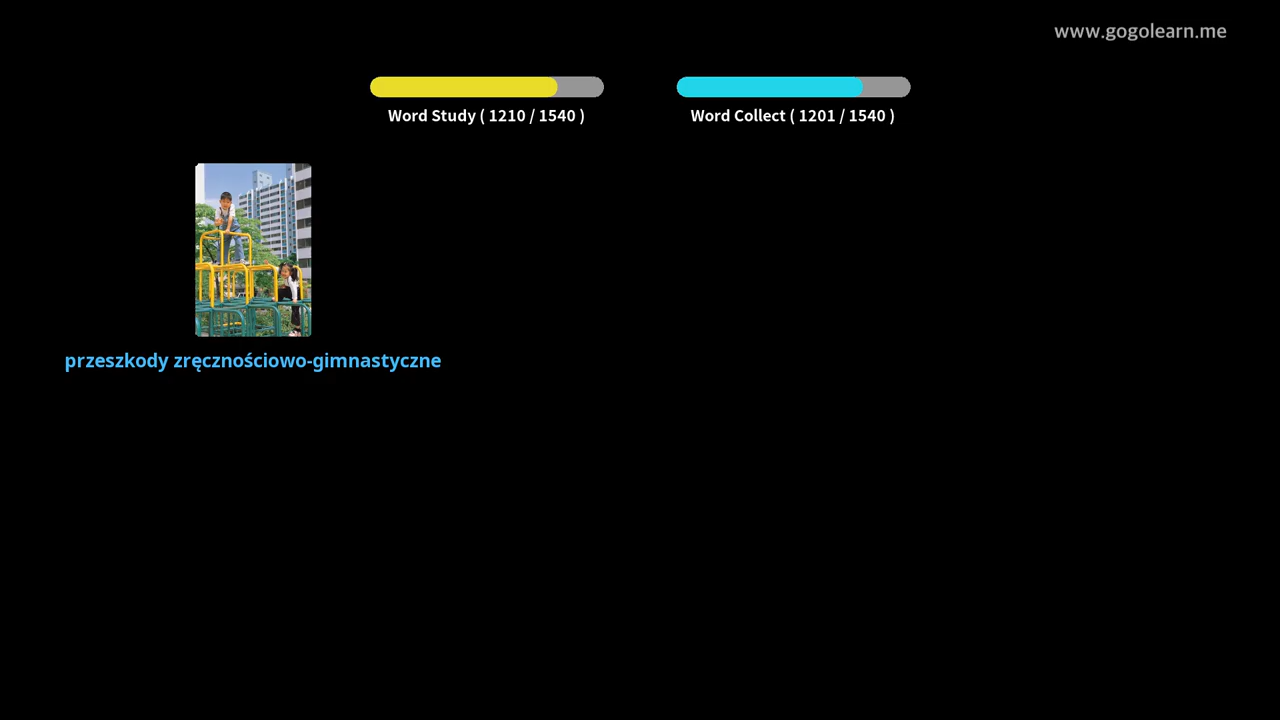 www.gogolearn.me
Word Study ( 1210 / 1540 )
Word Collect ( 1201 / 1540 )
przeszkody zręcznościowo-gimnastyczne